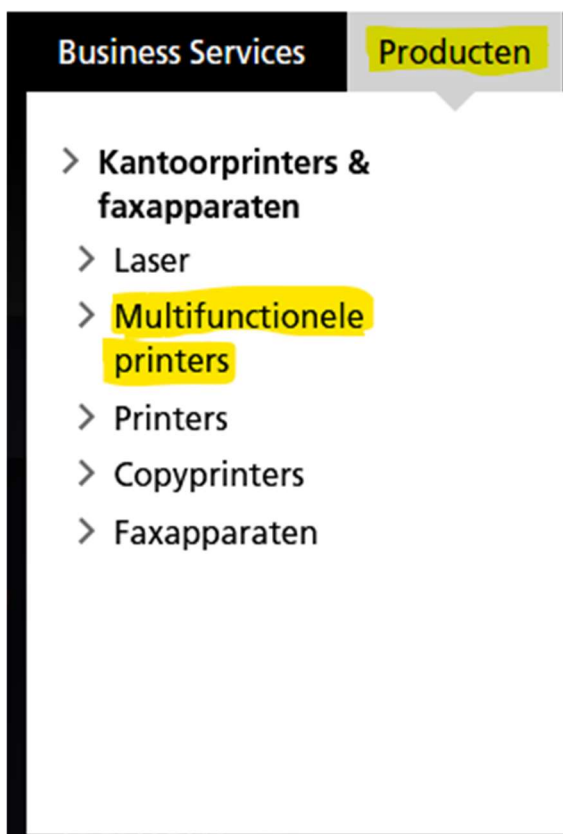 Business Services
Producten
Kantoorprinters &
faxapparaten
Laser
Multifunctionele
printers
Printers
Copyprinters
Faxapparaten